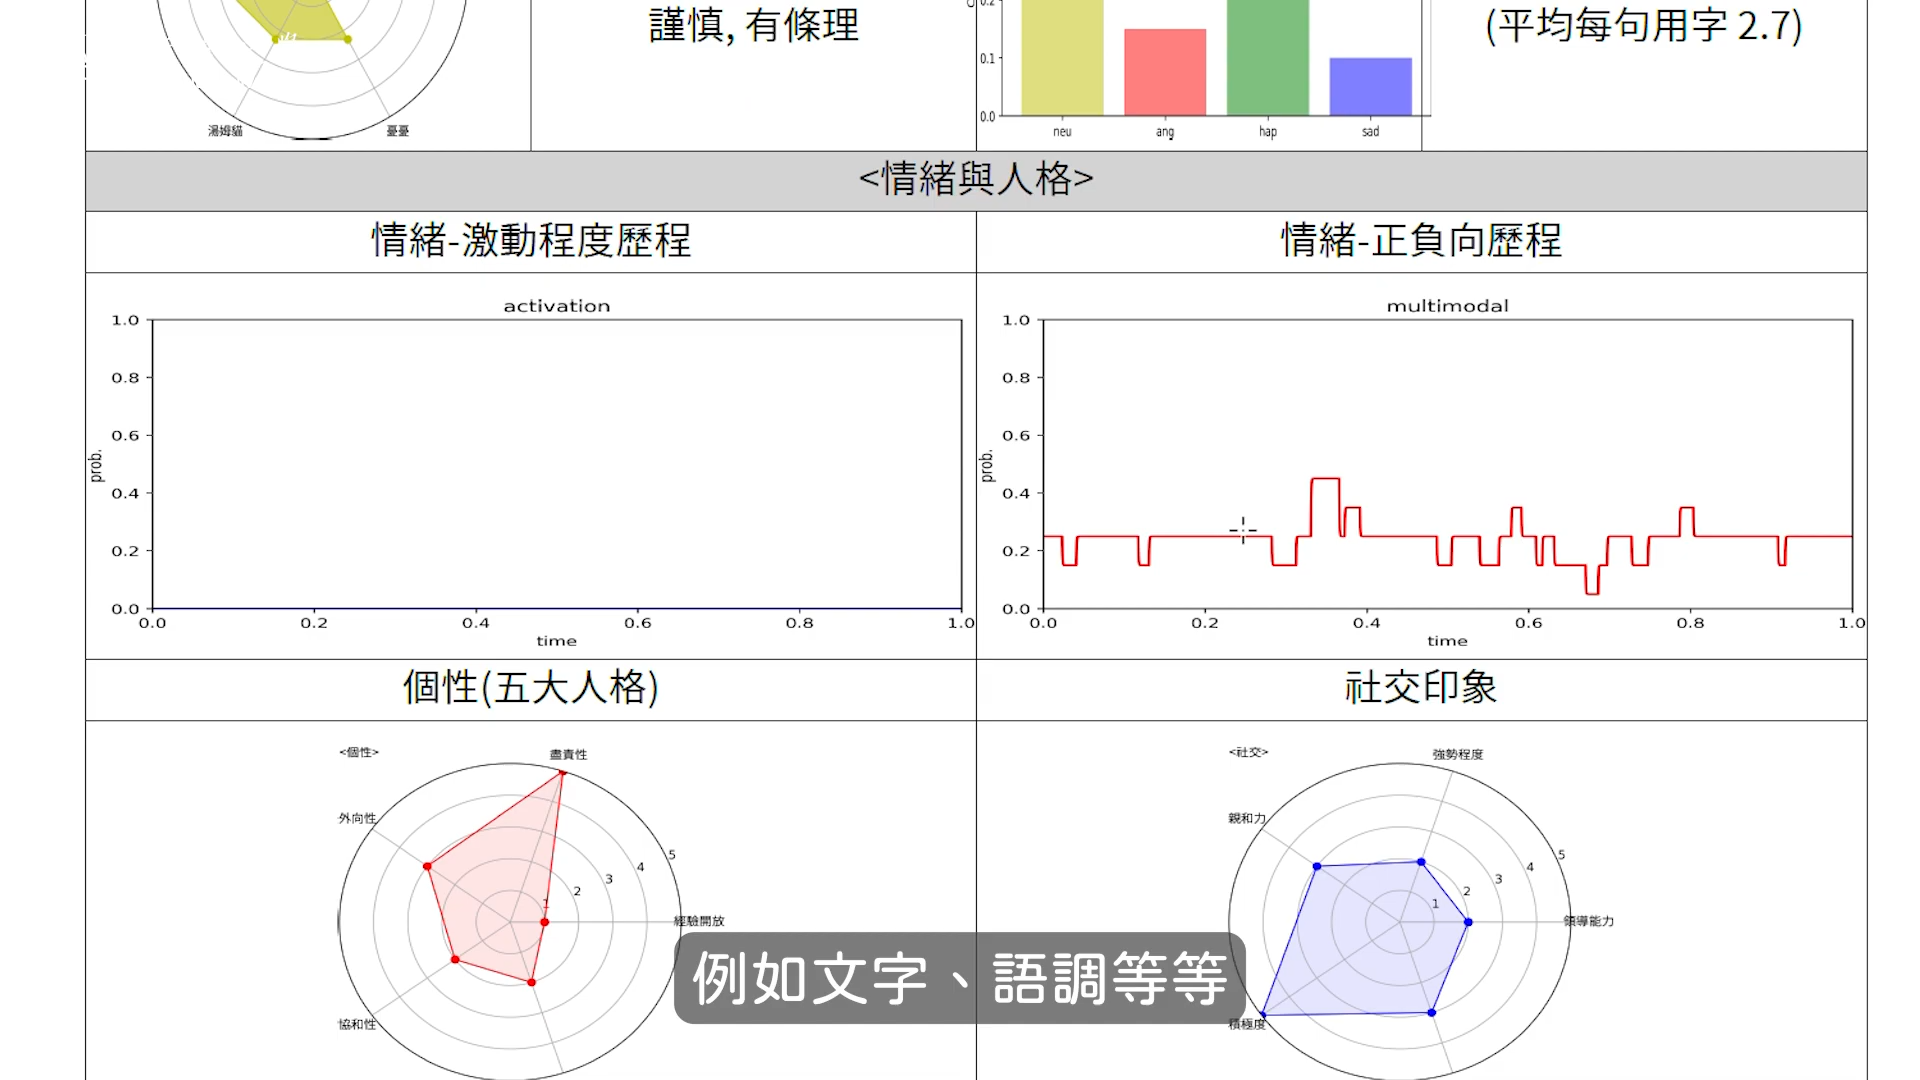 謹慎, 有條理
(平均每句用字 2.7)
湯姆貓
憂憂
0.2
0.1
0.0
neu
ang
hap
sad
<情緒與人格>
情緒-激動程度歷程
情緒-正負向歷程
activation
1.0
0.8
0.6
0.4
0.2
0.0
prob.
0.0 0.2 0.4 0.6 0.8 1.0
time
multimodal
1.0
0.8
0.6
0.4
0.2
0.0
prob.
0.0 0.2 0.4 0.6 0.8 1.0
time
個性(五大人格)
社交印象
<個性>
盡責性
外向性
5
4
3
2
1
經驗開放
協和性
<社交>
強勢程度
親和力
5
4
3
2
1
領導能力
積極度
例如文字、語調等等